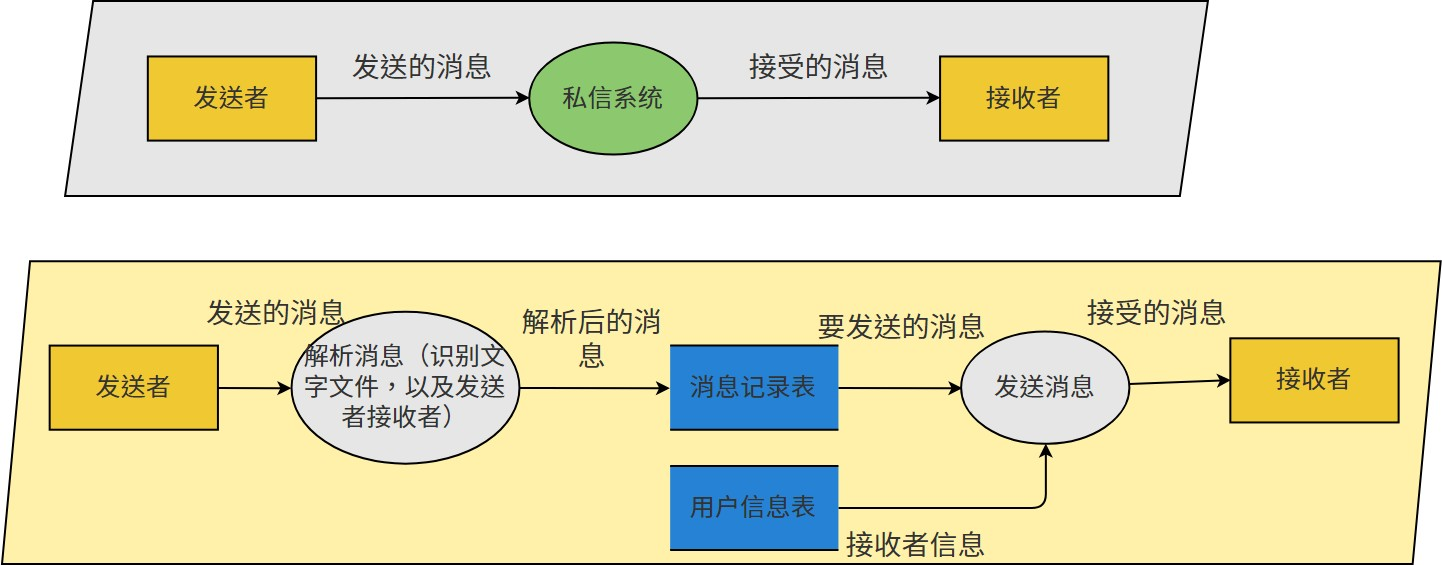 发送的消息
接受的消息
发送者
私信系统
接收者
发送的消息
解析后的消
息
要发送的消息
接受的消息
发送者
解析消息（识别文
字文件，以及发送
者接收者）
消息记录表
发送消息
接收者
用户信息表
接收者信息